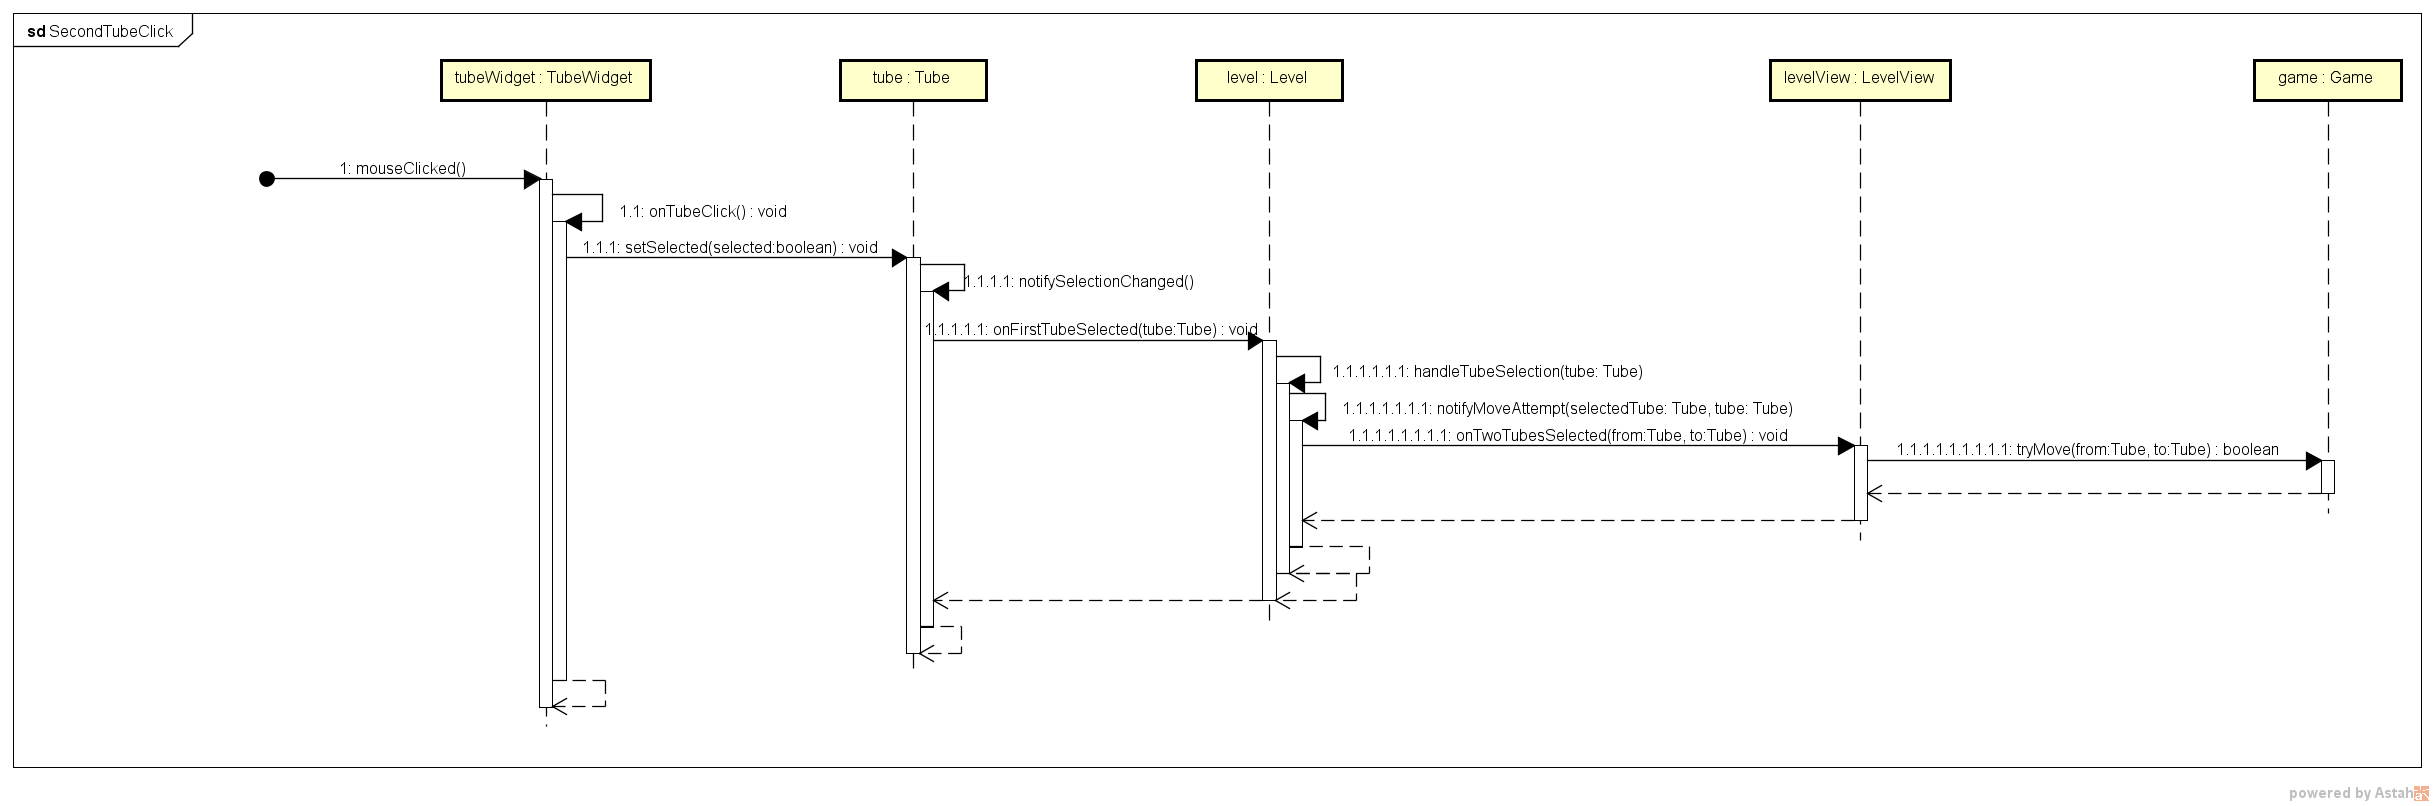 sd SecondTubeClick
tubeWidget : TubeWidget
tube : Tube
level : Level
levelView : LevelView
game : Game
1: mouseClicked()
1.1: onTubeClick() : void
1.1.1: setSelected(selected:boolean) : void
1.1.1.1: notifySelectionChanged()
1.1.1.1.1: onFirstTubeSelected(tube:Tube) : void
1.1.1.1.1.1: handleTubeSelection(tube: Tube)
1.1.1.1.1.1.1: notifyMoveAttempt(selectedTube: Tube, tube: Tube)
1.1.1.1.1.1.1.1: onTwoTubesSelected(from:Tube, to:Tube) : void
1.1.1.1.1.1.1.1.1: tryMove(from:Tube, to:Tube) : boolean
powered by Astah